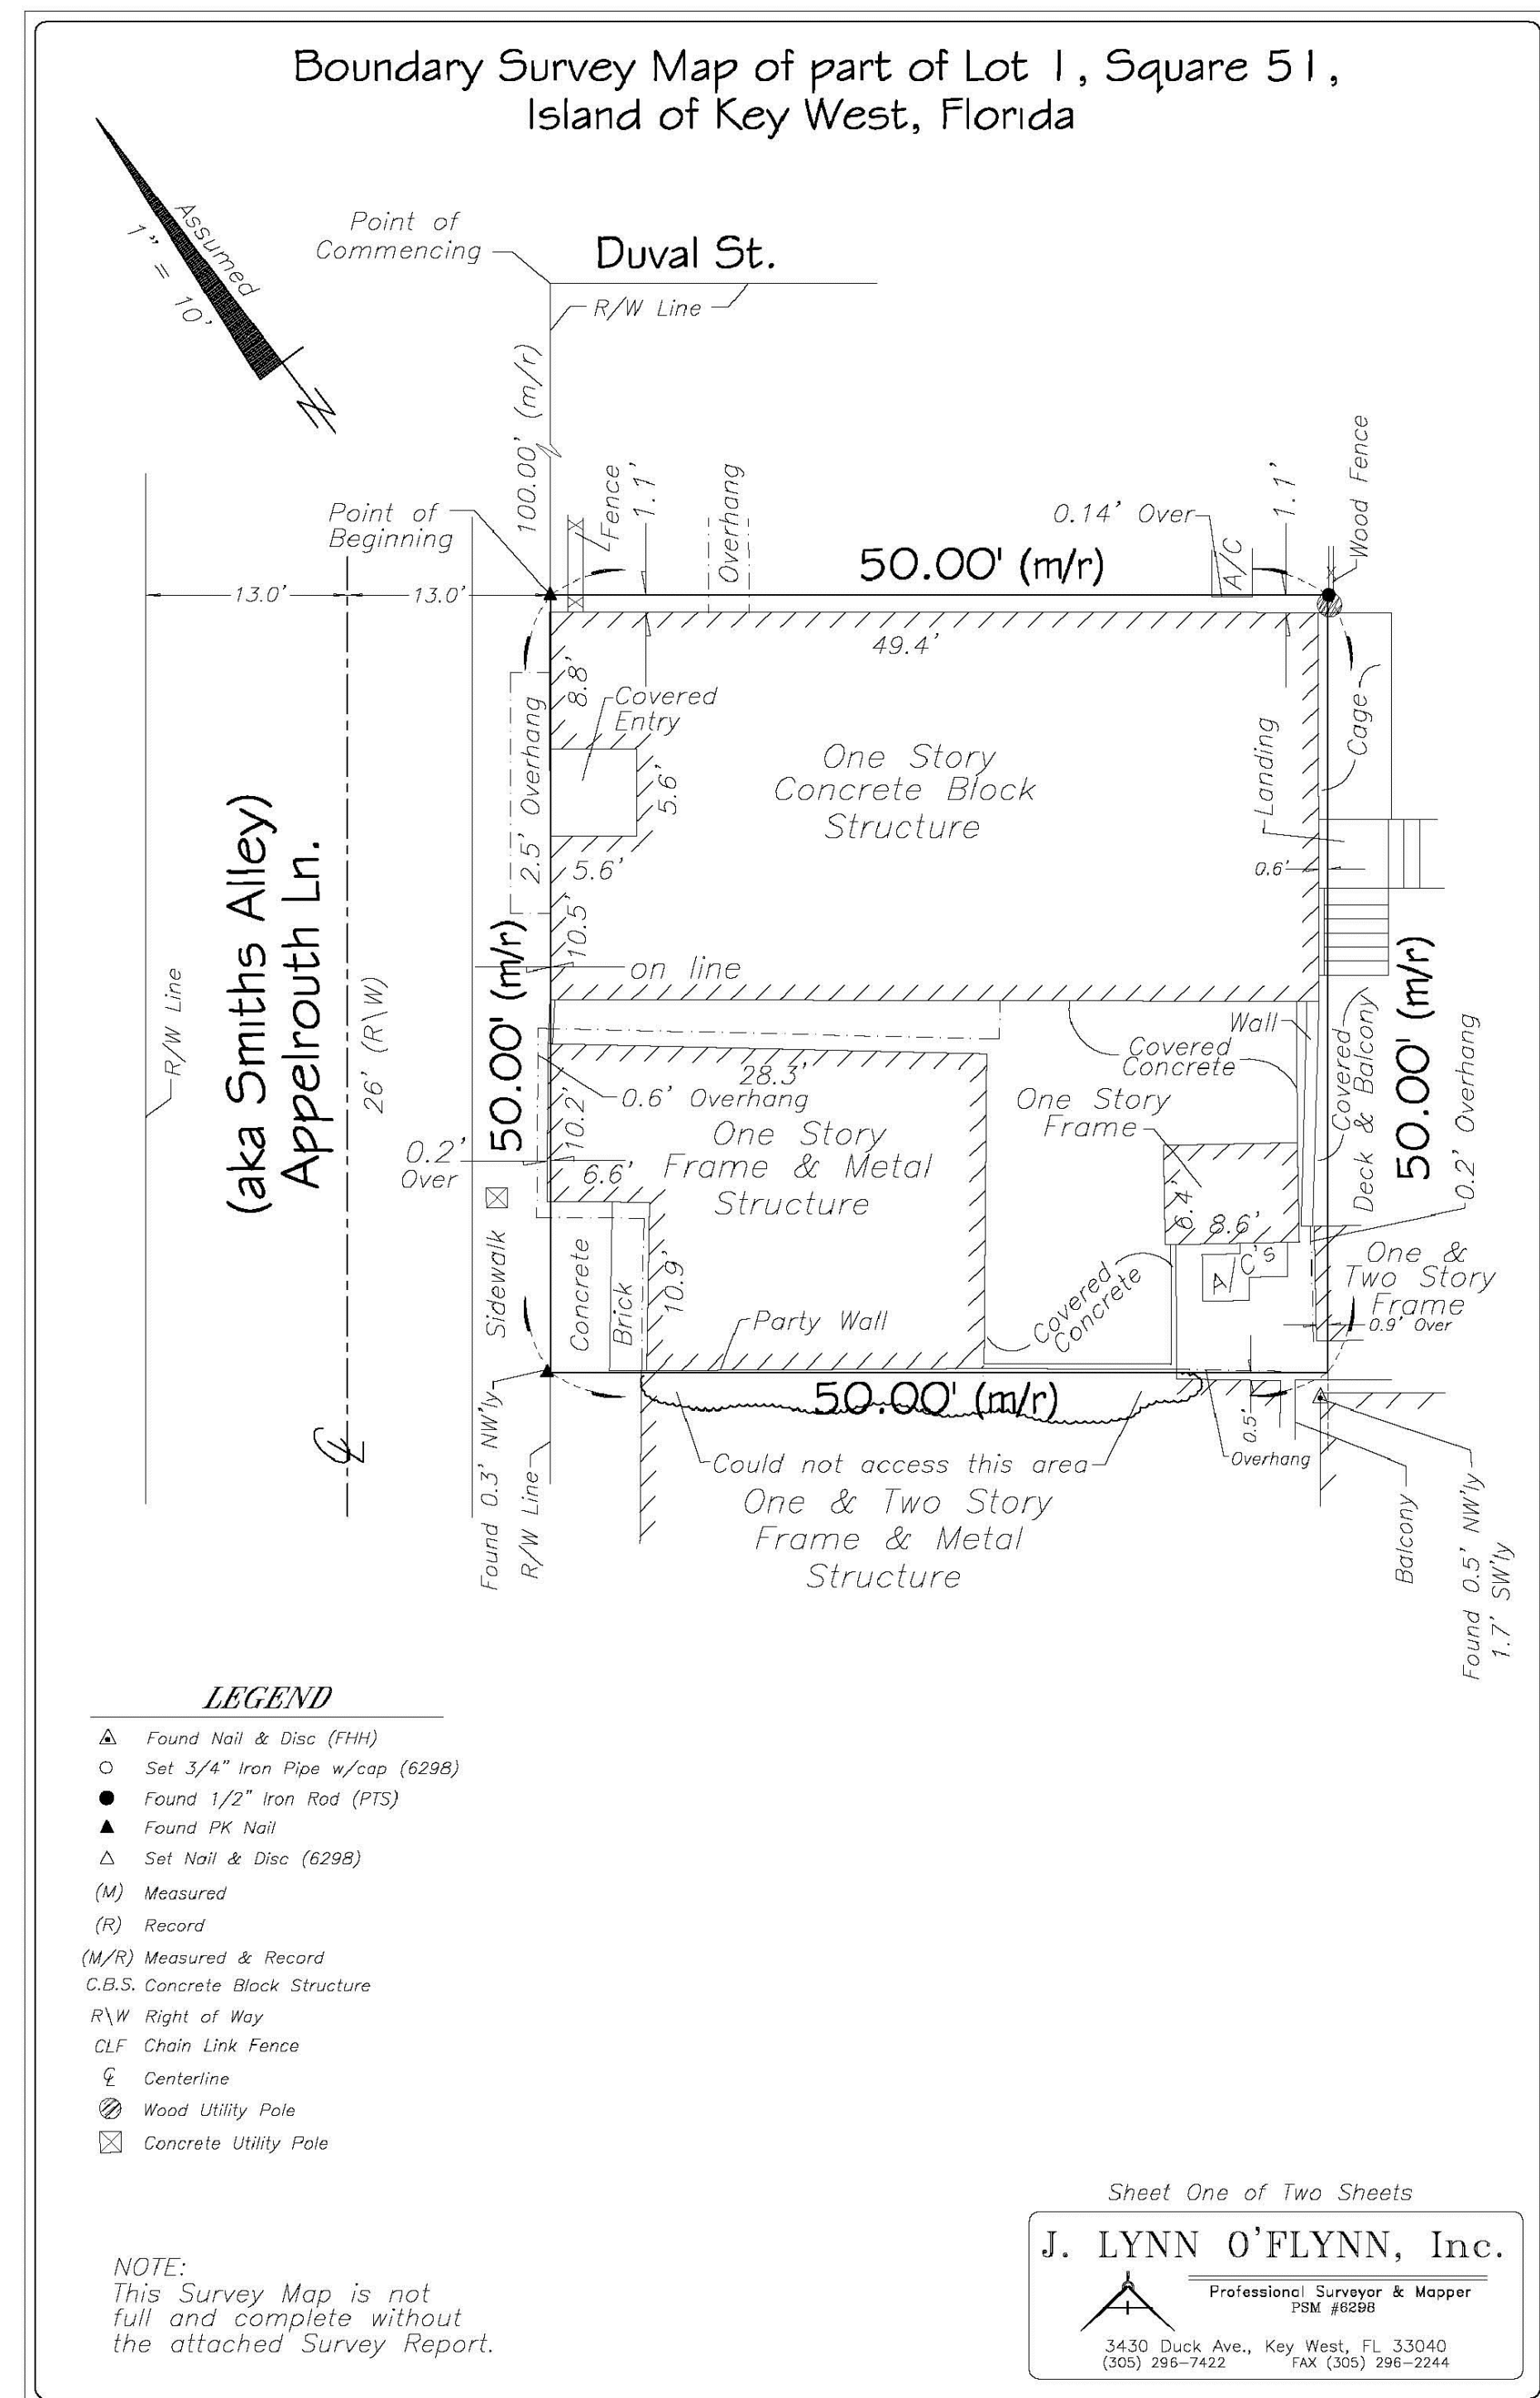 Boundary Survey Map of part of Lot 1, Square 51,
Island of Key West, Florida
Assumed
1" = 10'
N
Point of
Commencing
Duval St.
R/W Line
100.00' (m/r)
Fence
1.1'
Overhang
0.14' Over
A/C
1.1'
Wood Fence
Point of
Beginning
50.00' (m/r)
13.0'
13.0'
49.4'
8.8'
Covered
Entry
2.5' Overhang
5.6'
5.6'
10.5'
One Story
Concrete Block
Structure
Landing
Cage
0.6'
(aka Smiths Alley)
Appelrouth Ln.
R/W Line
26' (R\W)
50.00' (m/r)
on line
Wall
Covered
Concrete
Covered
Deck & Balcony
50.00' (m/r)
0.2' Overhang
28.3'
0.6' Overhang
10.2'
One Story
Frame & Metal
Structure
One Story
Frame
0.2'
Over
6.6'
6.4'
8.6'
A/C's
One &
Two Story
Frame
0.9' Over
Sidewalk
Concrete
Brick
10.9'
Party Wall
Covered
Concrete
50.00' (m/r)
℄
Found 0.3' NW'ly
R/W Line
Could not access this area
One & Two Story
Frame & Metal
Structure
0.5'
Overhang
Balcony
Found 0.5' NW'ly
1.7' SW'ly
LEGEND
Found Nail & Disc (FHH)
Set 3/4" Iron Pipe w/cap (6298)
Found 1/2" Iron Rod (PTS)
Found PK Nail
Set Nail & Disc (6298)
(M) Measured
(R) Record
(M/R) Measured & Record
C.B.S. Concrete Block Structure
R\W Right of Way
CLF Chain Link Fence
℄ Centerline
Wood Utility Pole
Concrete Utility Pole
NOTE:
This Survey Map is not
full and complete without
the attached Survey Report.
Sheet One of Two Sheets
J. LYNN O'FLYNN, Inc.
Professional Surveyor & Mapper
PSM #6298
3430 Duck Ave., Key West, FL 33040
(305) 296-7422 FAX (305) 296-2244